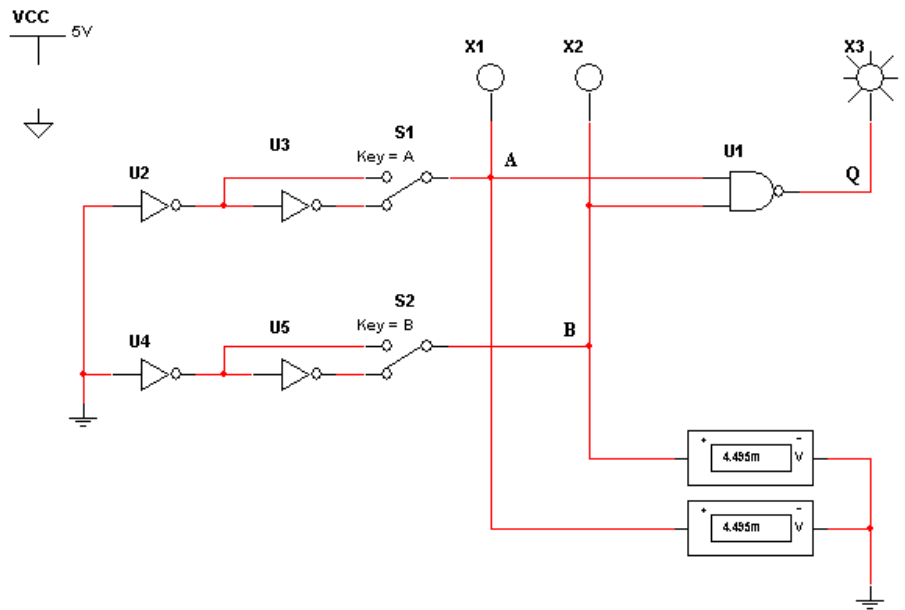 VCC
5V
X1
X2
X3
S1
Key = A
U3
U2
A
U1
Q
S2
Key = B
U5
U4
B
+
-
4.495m
V
+
-
4.495m
V